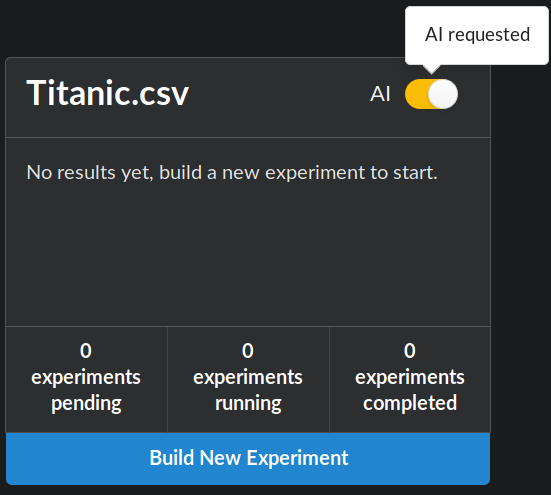 AI requested
Titanic.csv
AI
No results yet, build a new experiment to start.
0
experiments
pending
0
experiments
running
0
experiments
completed
Build New Experiment